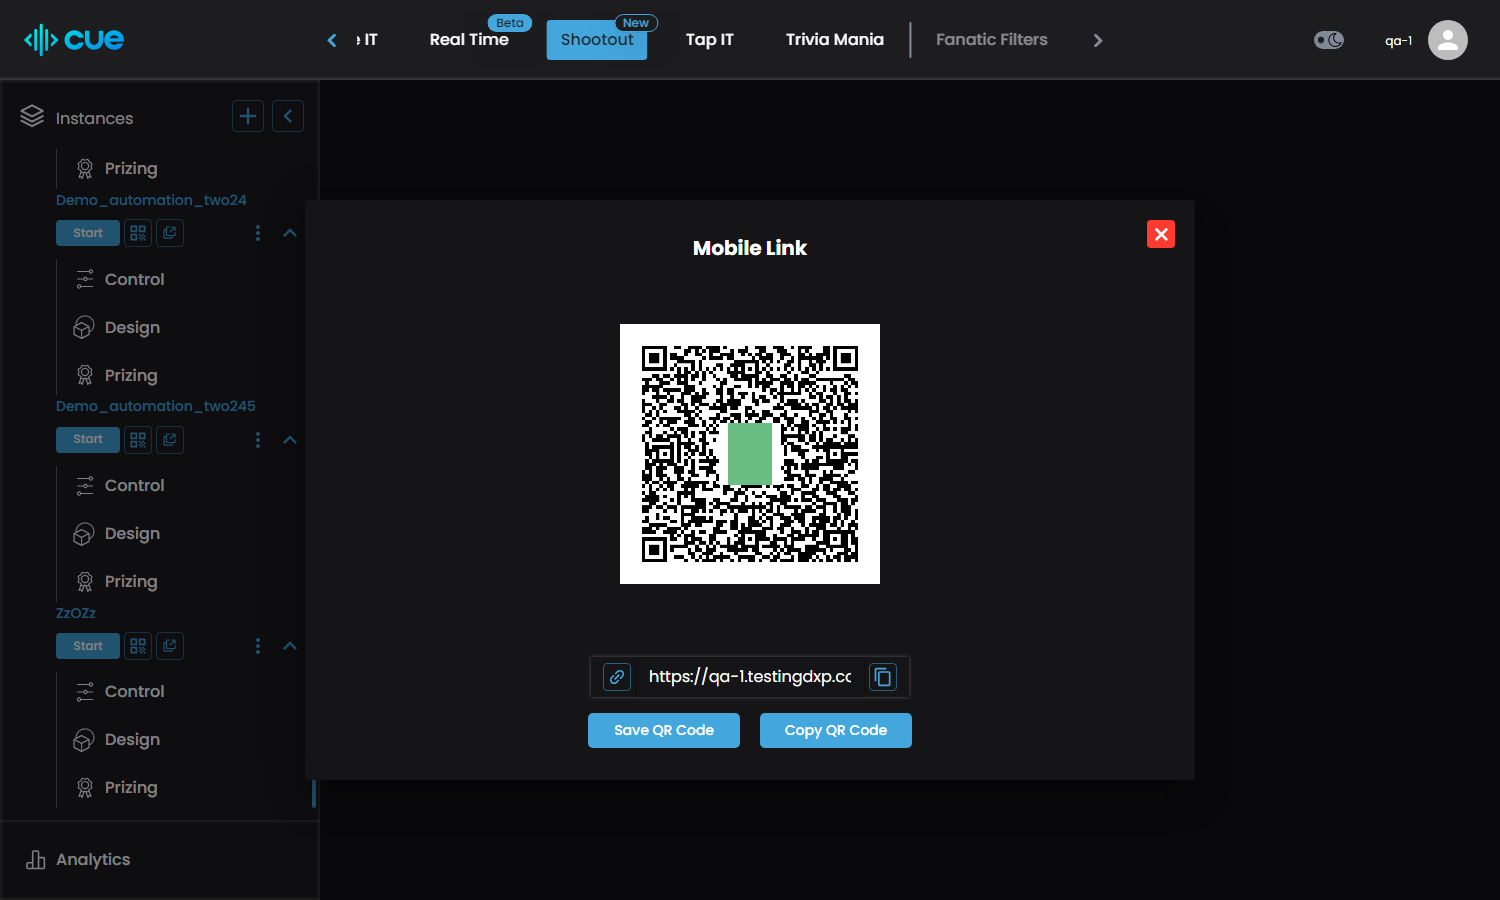 cue
e IT
Beta
Real Time
New
Shootout
Tap IT
Trivia Mania
Fanatic Filters
qa-1
Instances
Prizing
Demo_automation_two24
Start
Control
Design
Prizing
Demo_automation_two245
Start
Control
Design
Prizing
ZzOZz
Start
Control
Design
Prizing
Analytics
Mobile Link
https://qa-1.testingdxp.cc
Save QR Code
Copy QR Code